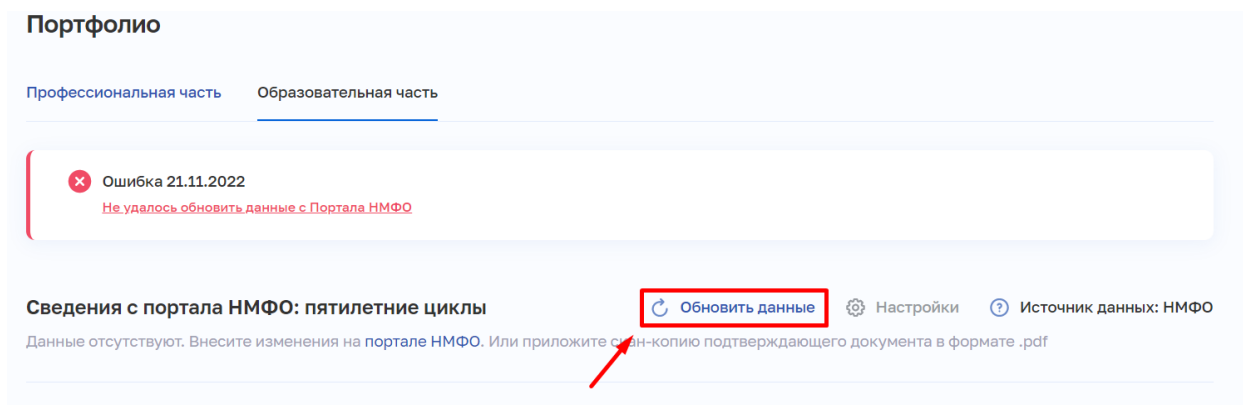 Портфолио
Профессиональная часть Образовательная часть
Ошибка 21.11.2022
Не удалось обновить данные с Портала НМФО
Сведения с портала НМФО: пятилетние циклы Обновить данные Настройки ? Источник данных: НМФО
Данные отсутствуют. Внесите изменения на портале НМФО. Или приложите скан-копию подтверждающего документа в формате .pdf